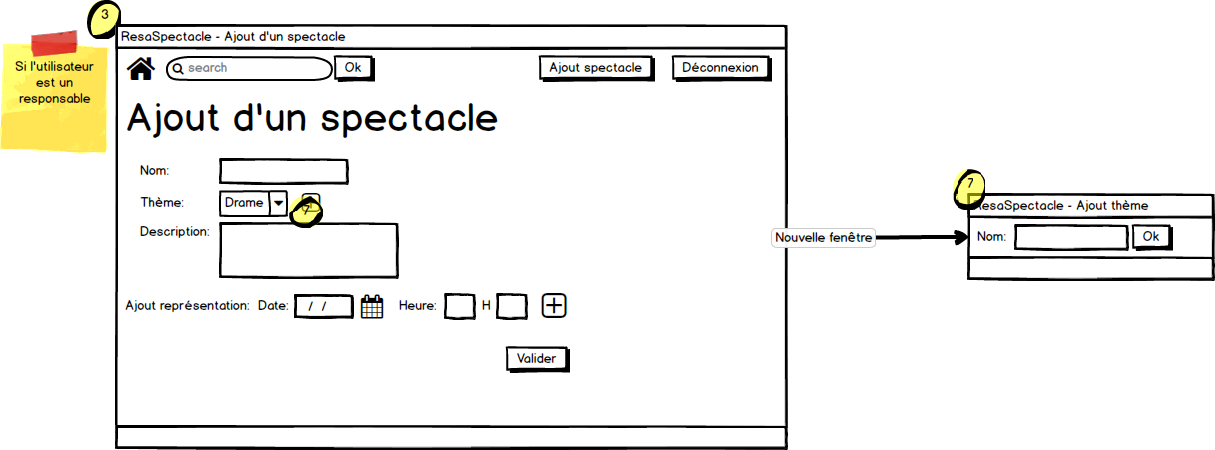 3
Si l'utilisateur
est un
responsable
ResaSpectacle - Ajout d'un spectacle
search
Ok
Ajout spectacle
Déconnexion
Ajout d'un spectacle
Nom:
Thème:
Drame
7
Description:
Ajout représentation:
Date:
/ /
Heure:
H
Valider
Nouvelle fenêtre
7
ResaSpectacle - Ajout thème
Nom:
Ok